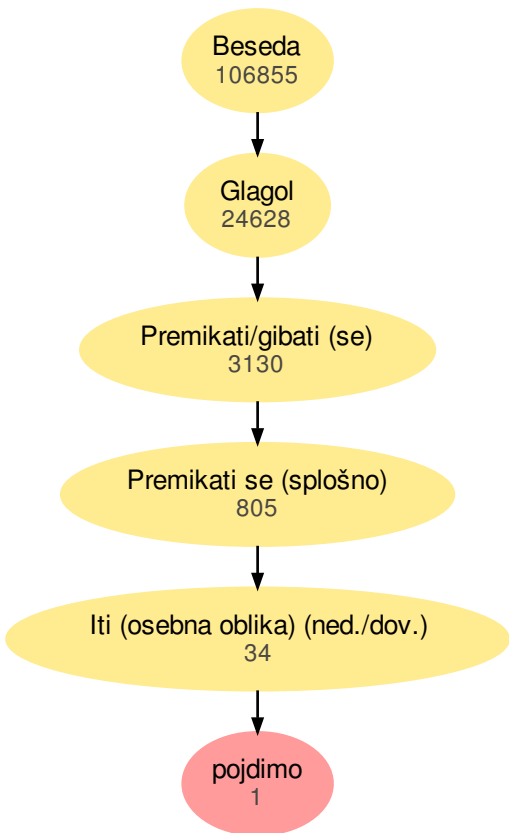 Beseda
106855
Glagol
24628
Premikati/gibati (se)
3130
Premikati se (splošno)
805
Iti (osebna oblika) (ned./dov.)
34
pojdimo
1